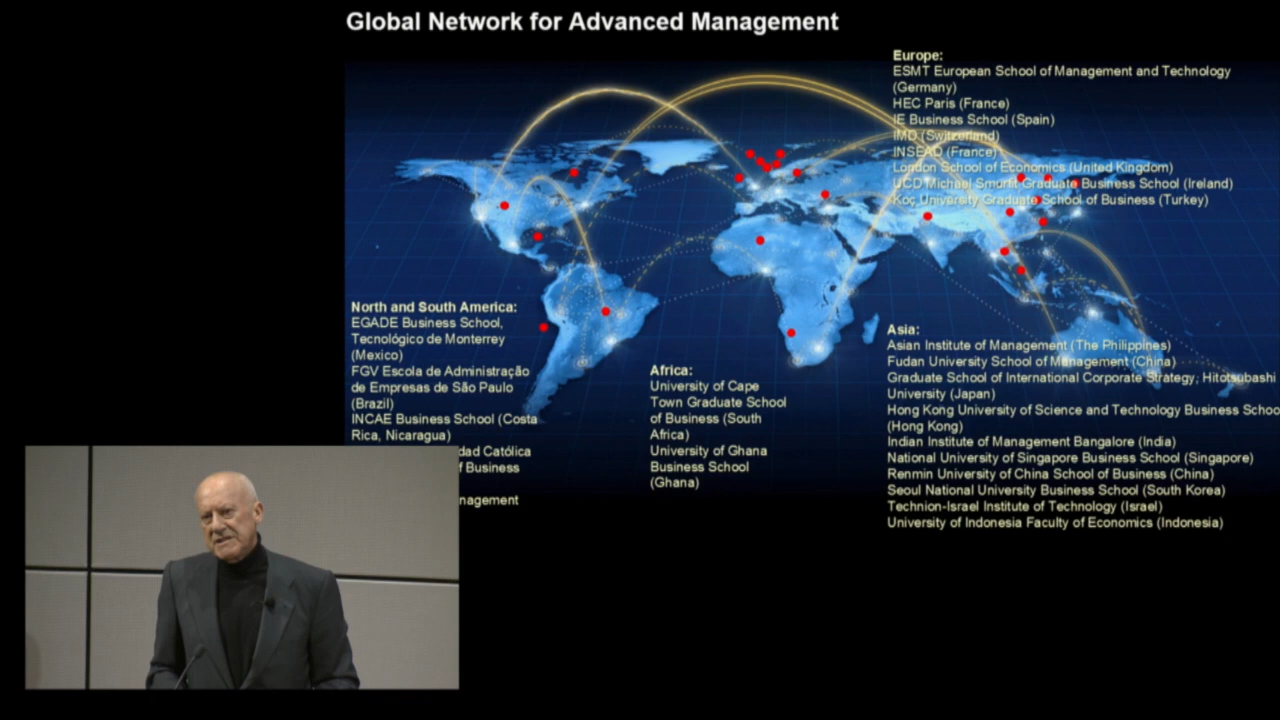 Global Network for Advanced Management
Europe:
ESMT European School of Management and Technology
(Germany)
HEC Paris (France)
IE Business School (Spain)
IMD (Switzerland)
INSEAD (France)
London School of Economics (United Kingdom)
UCD Michael Smurfit Graduate Business School (Ireland)
Koç University Graduate School of Business (Turkey)
North and South America:
EGADE Business School,
Tecnológico de Monterrey
(Mexico)
FGV Escola de Administração
de Empresas de São Paulo
(Brazil)
INCAE Business School (Costa
Rica, Nicaragua)
dad Católica
f Business
nagement
Africa:
University of Cape
Town Graduate School
of Business (South
Africa)
University of Ghana
Business School
(Ghana)
Asia:
Asian Institute of Management (The Philippines)
Fudan University School of Management (China)
Graduate School of International Corporate Strategy, Hitotsubashi
University (Japan)
Hong Kong University of Science and Technology Business Schoo
(Hong Kong)
Indian Institute of Management Bangalore (India)
National University of Singapore Business School (Singapore)
Renmin University of China School of Business (China)
Seoul National University Business School (South Korea)
Technion-Israel Institute of Technology (Israel)
University of Indonesia Faculty of Economics (Indonesia)